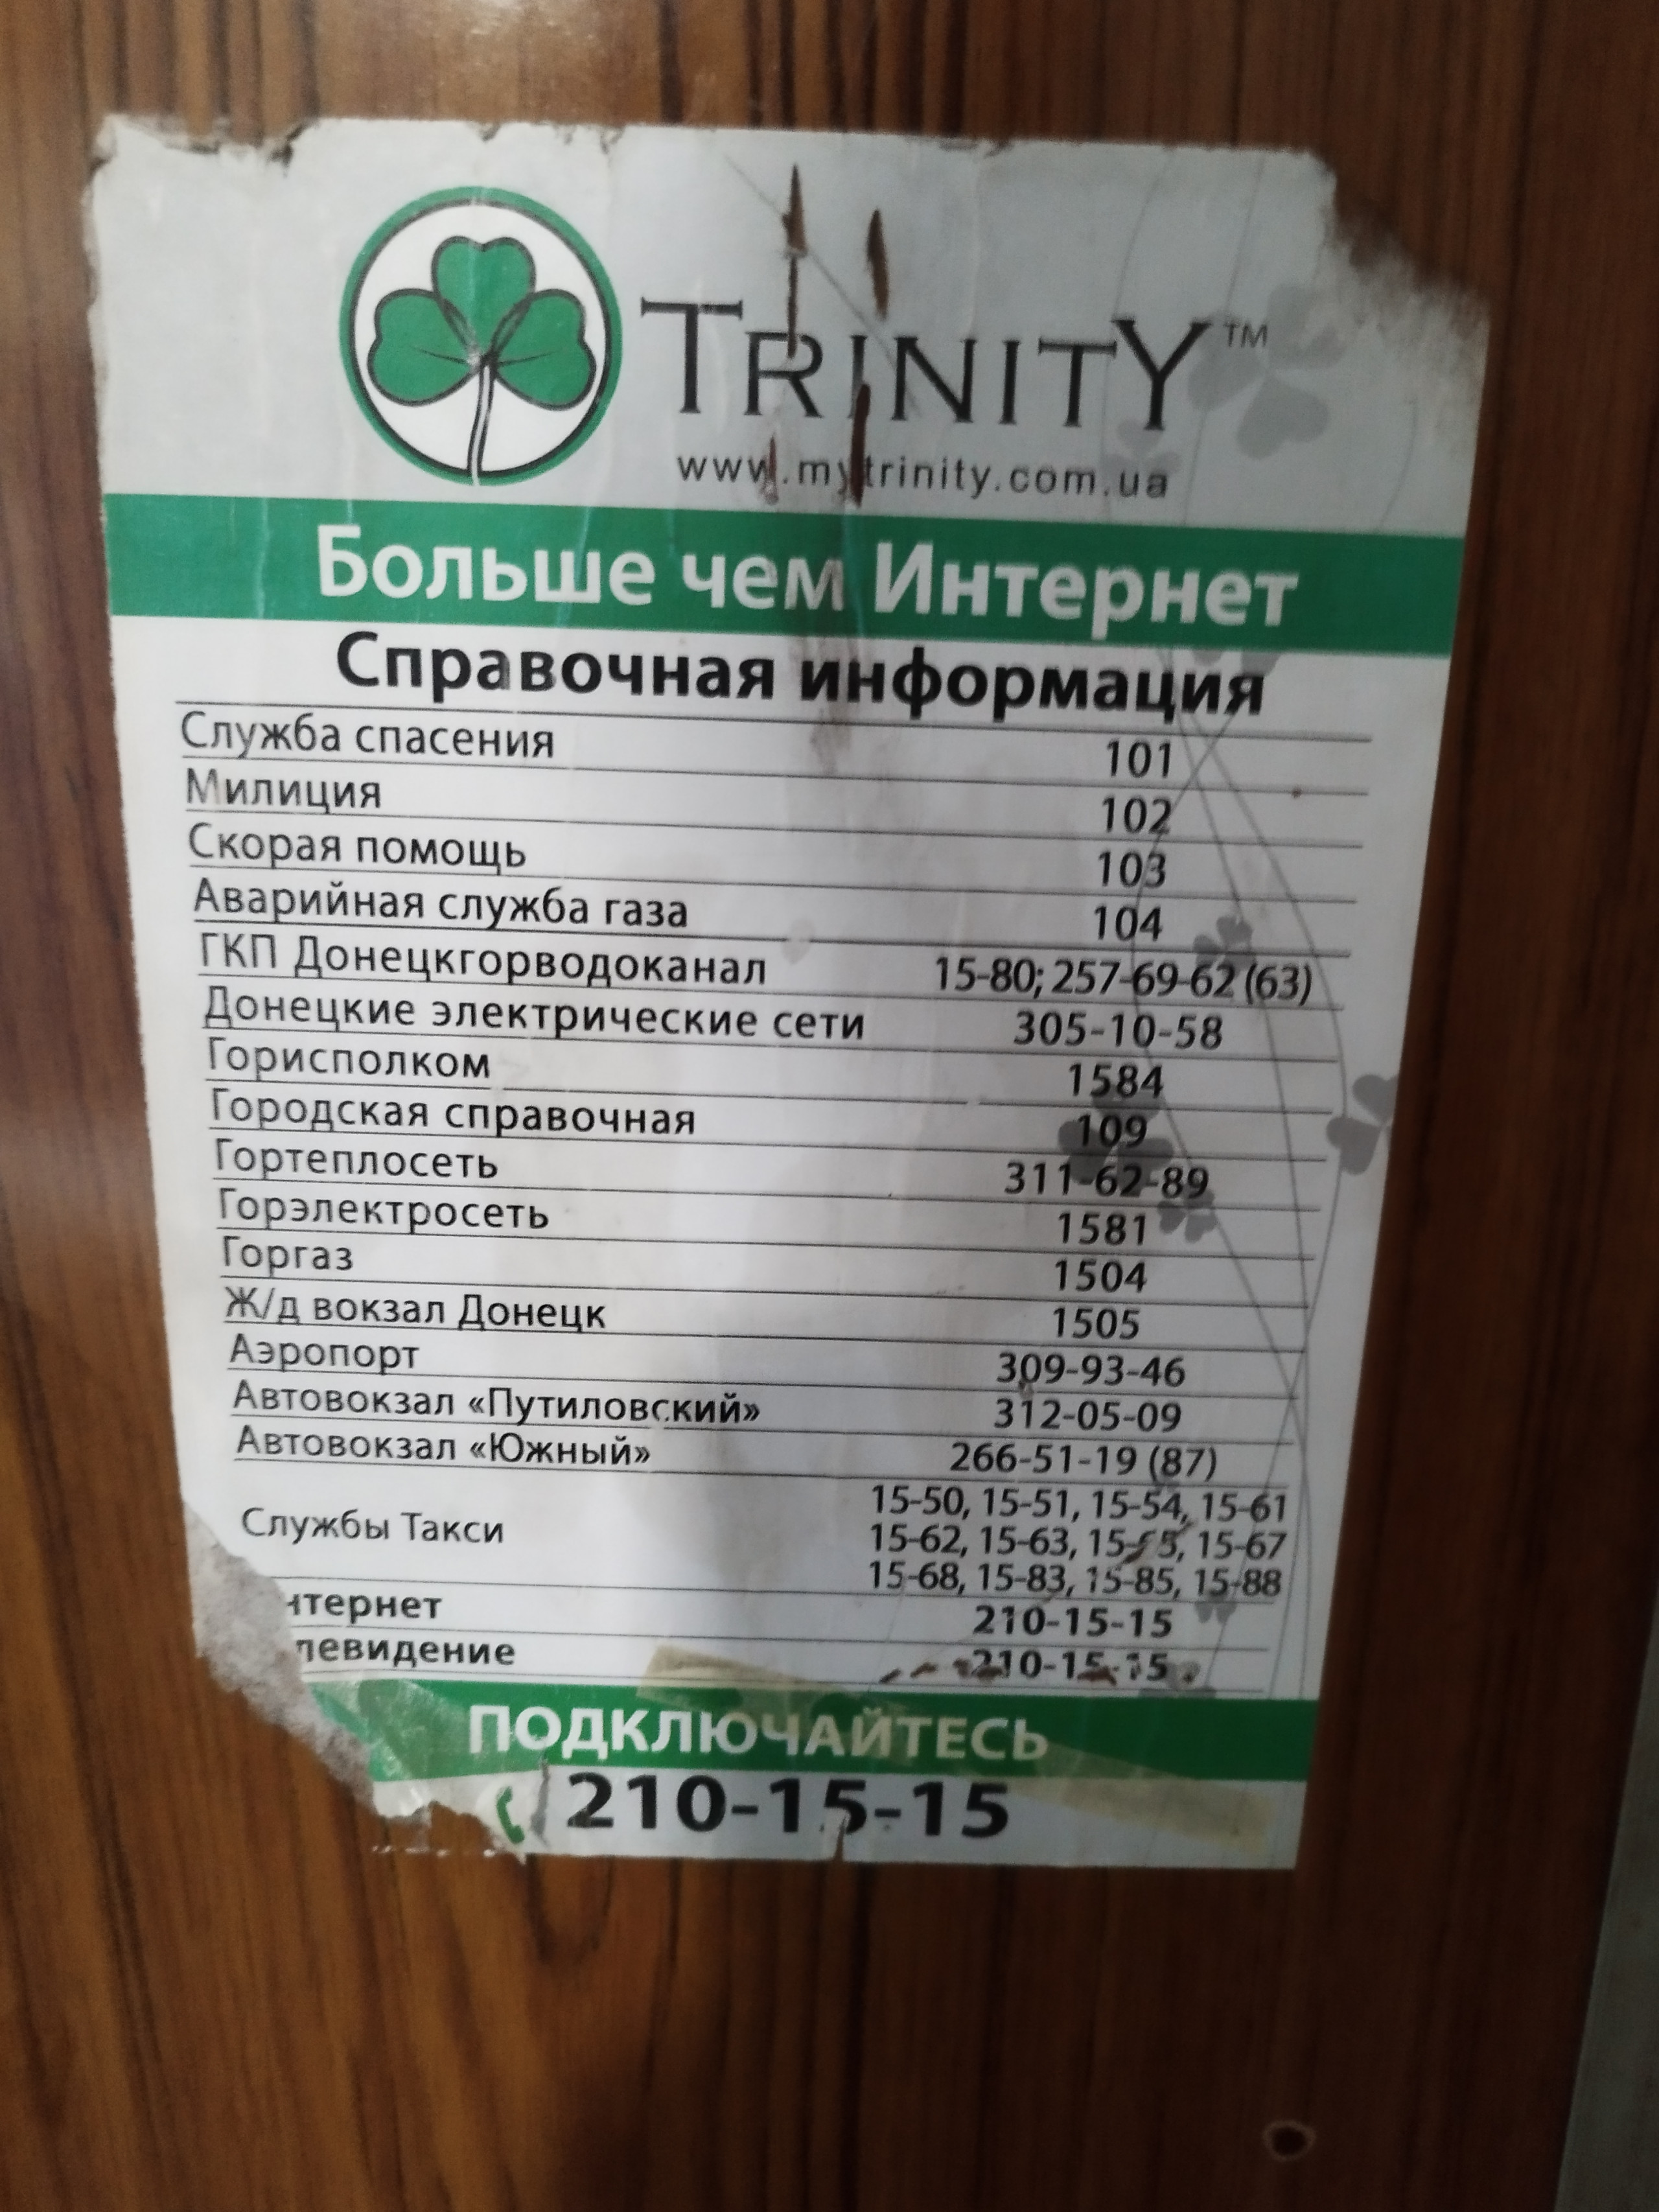 TRINITY™
www.mytrinity.com.ua
Больше чем Интернет
Справочная информация
Служба спасения 101
Милиция 102
Скорая помощь 103
Аварийная служба газа 104
ГКП Донецкгорводоканал 15-80; 257-69-62 (63)
Донецкие электрические сети 305-10-58
Горисполком 1584
Городская справочная 109
Гортеплосеть 311-62-89
Горэлектросеть 1581
Горгаз 1504
Ж/д вокзал Донецк 1505
Аэропорт 309-93-46
Автовокзал «Путиловский» 312-05-09
Автовокзал «Южный» 266-51-19 (87)
15-50, 15-51, 15-54, 15-61
Службы Такси 15-62, 15-63, 15-67
15-68, 15-83, 15-85, 15-88
нтернет 210-15-15
левидение 210-15-15
ПОДКЛЮЧАЙТЕСЬ
210-15-15